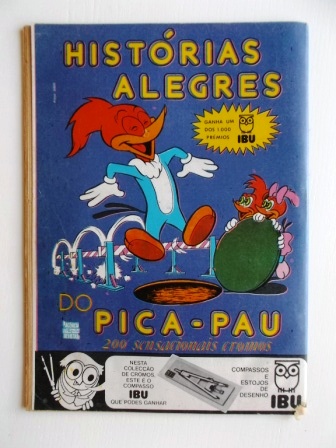 HISTÓRIAS
ALEGRES
GANHA UM
DOS 1.600
PRÉMIOS
IBU
DO
PICA-PAU
200 sensacionais cromos
NESTA
COLECÇÃO
DE CROMOS,
ESTE É O
COMPASSO
IBU
QUE PODES GANHAR
COMPASSOS
E
ESTOJOS
DE
DESENHO
IBU